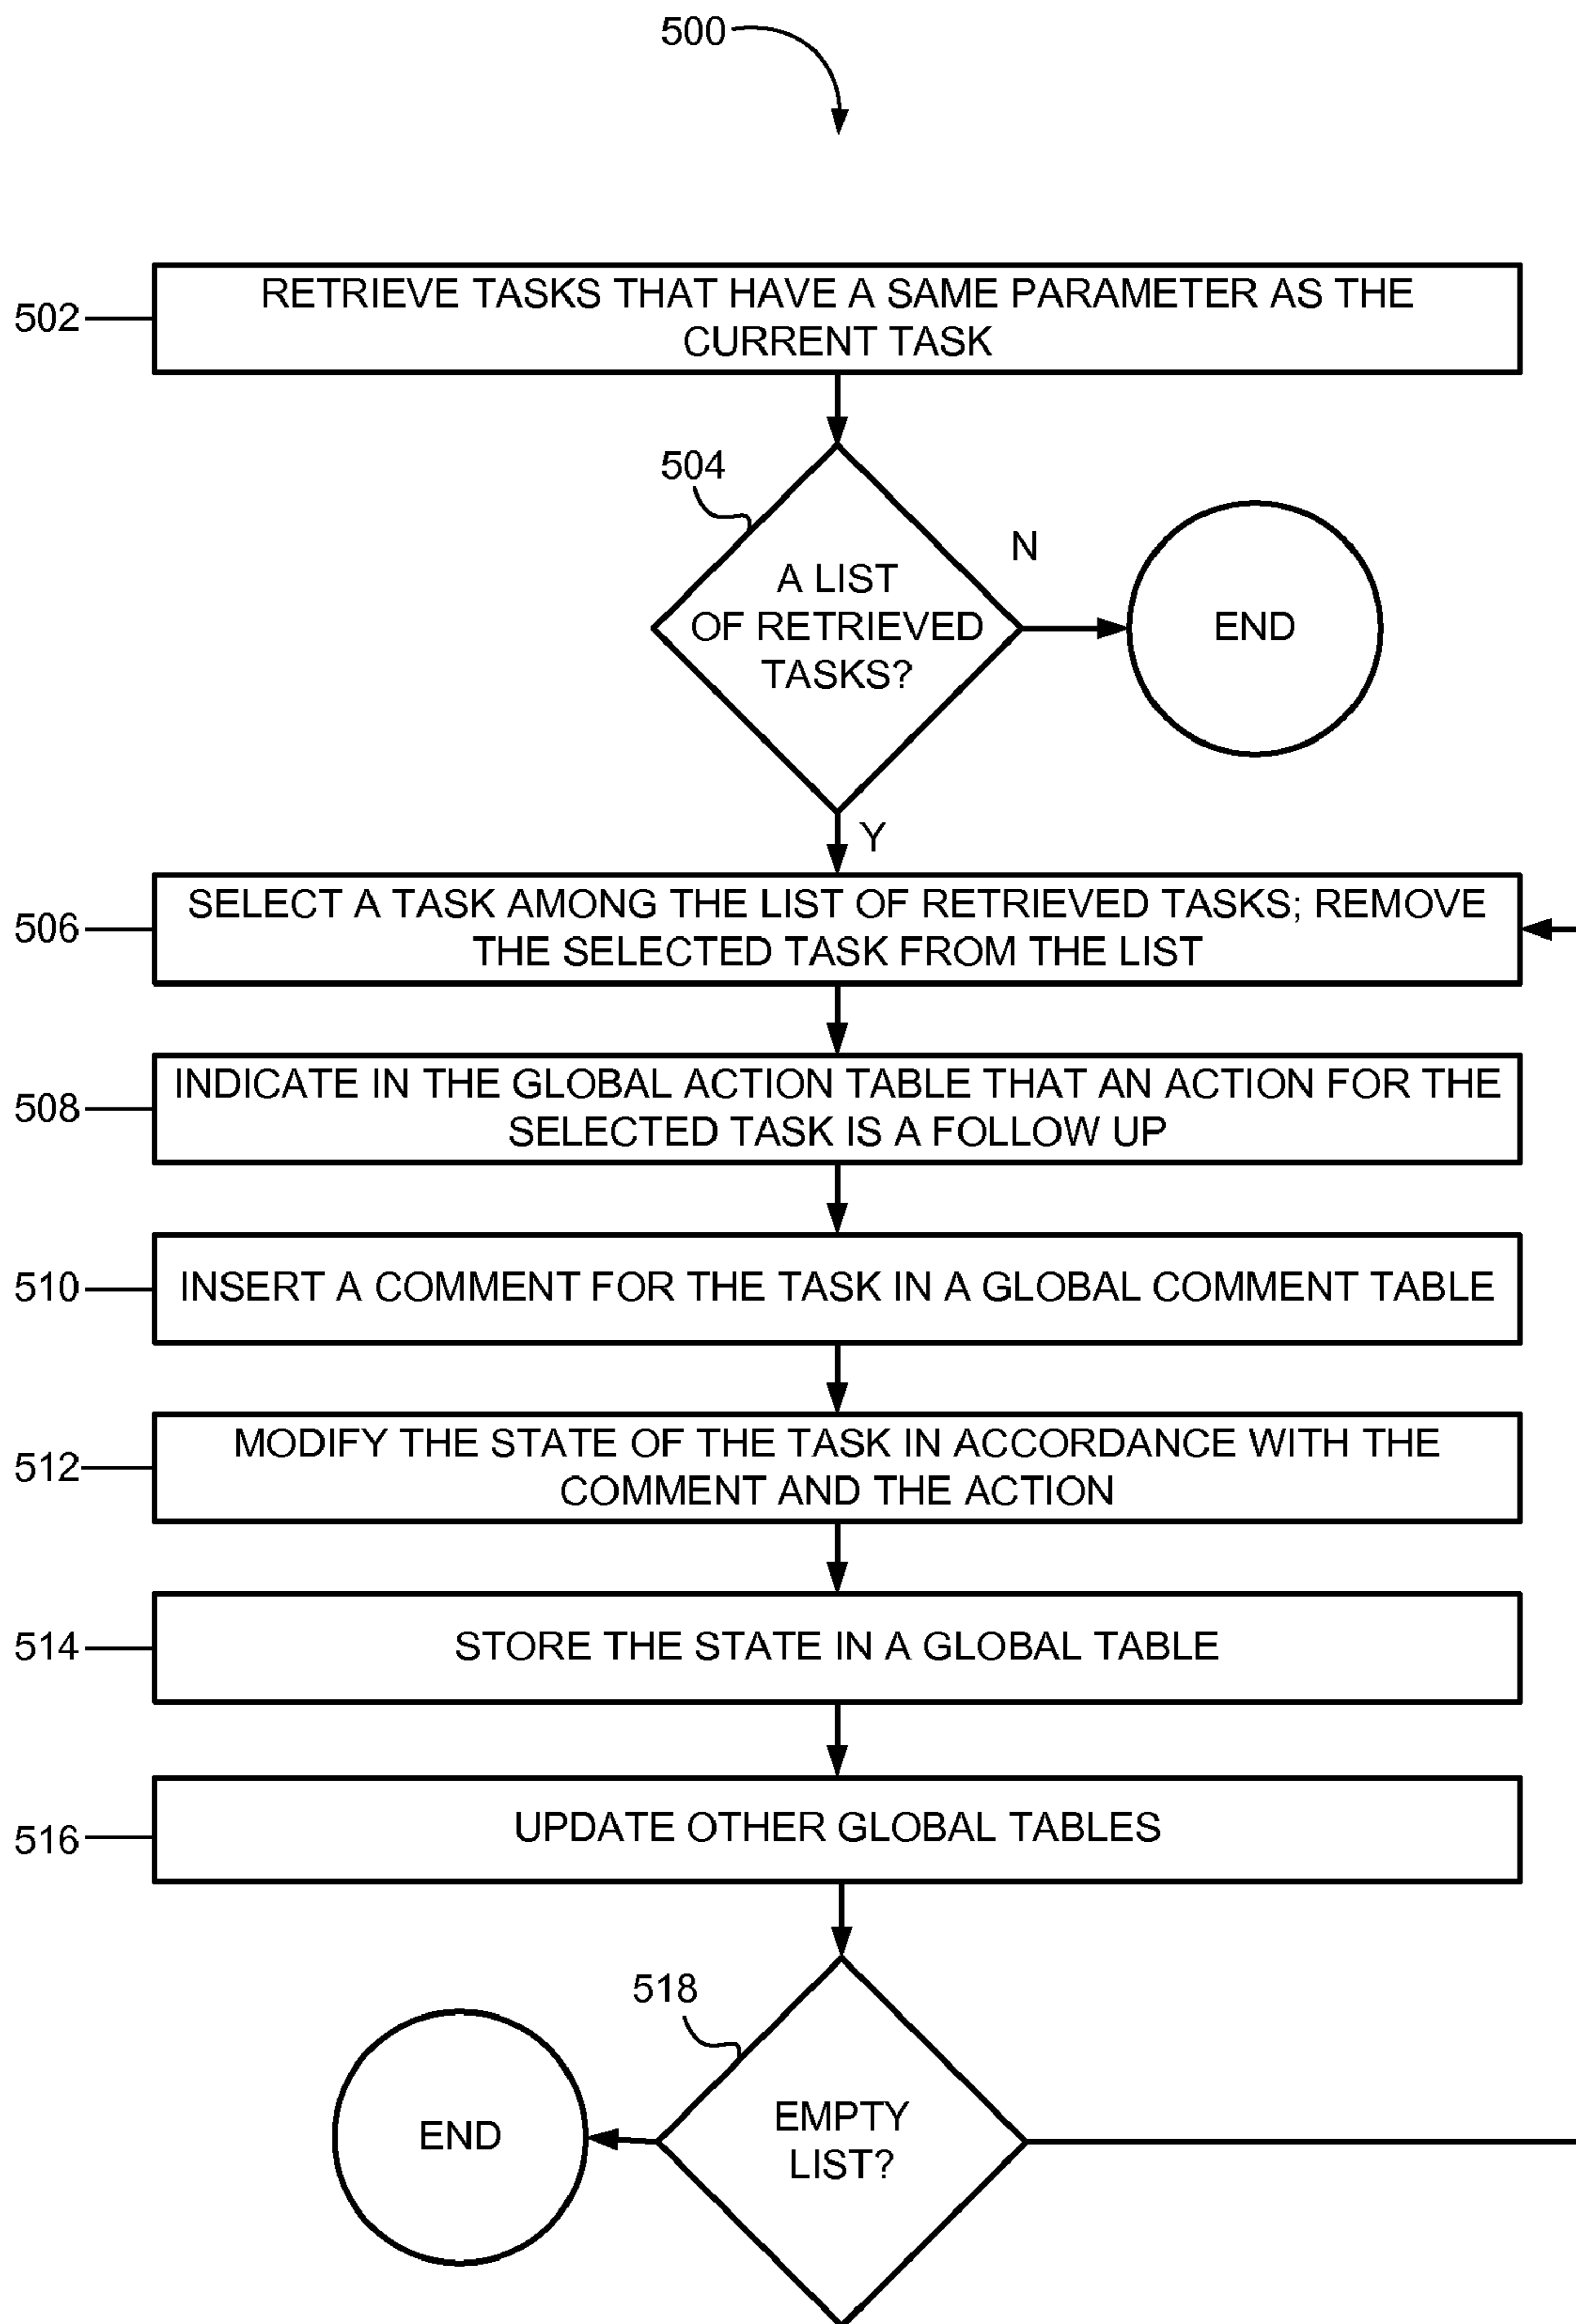 500
502
RETRIEVE TASKS THAT HAVE A SAME PARAMETER AS THE
CURRENT TASK
504
N
A LIST
OF RETRIEVED
TASKS?
END
Y
506
SELECT A TASK AMONG THE LIST OF RETRIEVED TASKS; REMOVE
THE SELECTED TASK FROM THE LIST
508
INDICATE IN THE GLOBAL ACTION TABLE THAT AN ACTION FOR THE
SELECTED TASK IS A FOLLOW UP
510
INSERT A COMMENT FOR THE TASK IN A GLOBAL COMMENT TABLE
512
MODIFY THE STATE OF THE TASK IN ACCORDANCE WITH THE
COMMENT AND THE ACTION
514
STORE THE STATE IN A GLOBAL TABLE
516
UPDATE OTHER GLOBAL TABLES
518
END
EMPTY
LIST?